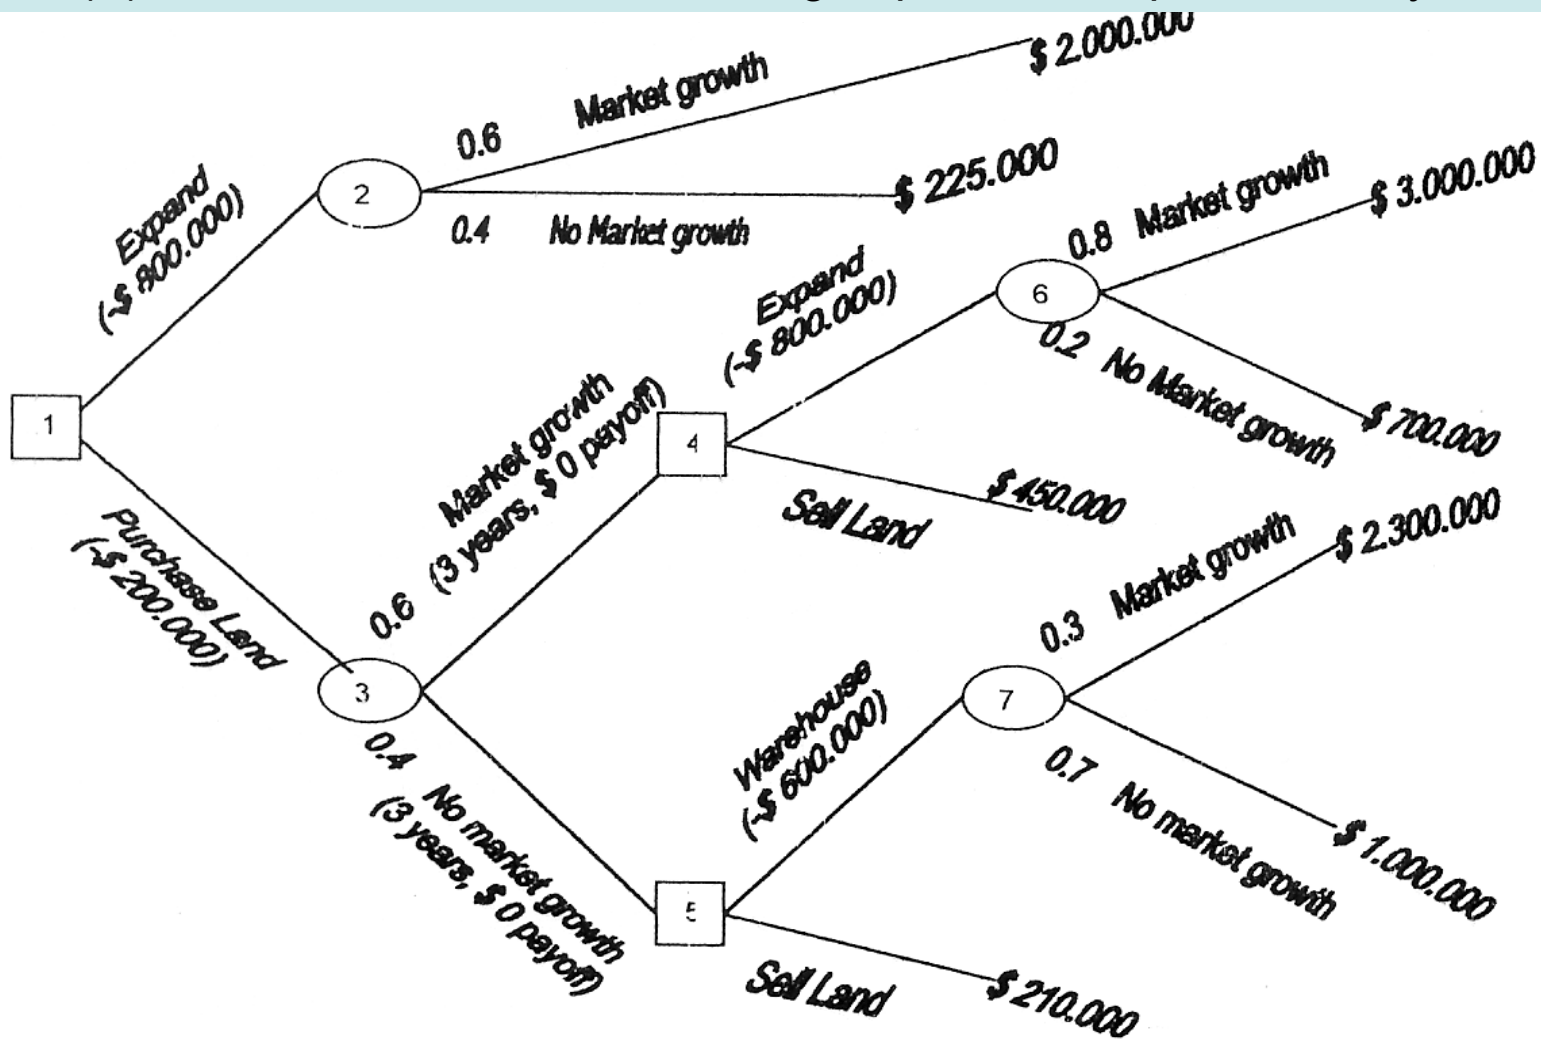 $ 2.000.000
Market growth
0.6
Expand
(-$ 800.000)
2
$ 225.000
0.4 No Market growth
$ 3.000.000
0.8 Market growth
Expand
(-$ 800.000)
6
0.2 No Market growth
$ 700.000
1
Market growth
(3 years, $ 0 payoff)
0.6
4
$ 450.000
Sell Land
Purchase Land
(-$ 200.000)
$ 2.300.000
0.3 Market growth
3
Warehouse
(-$ 600.000)
7
0.4 No market growth
(3 years, $ 0 payoff)
0.7 No market growth
$ 1.000.000
5
Sell Land
$ 210.000